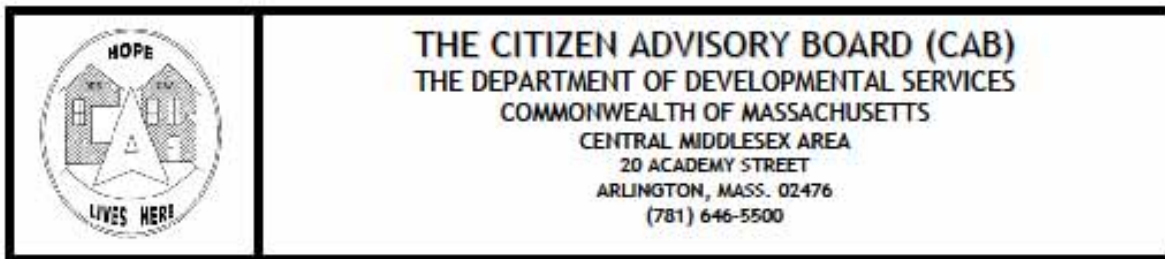 HOPE
LIVES HERE
THE CITIZEN ADVISORY BOARD (CAB)
THE DEPARTMENT OF DEVELOPMENTAL SERVICES
COMMONWEALTH OF MASSACHUSETTS
CENTRAL MIDDLESEX AREA
20 ACADEMY STREET
ARLINGTON, MASS. 02476
(781) 646-5500